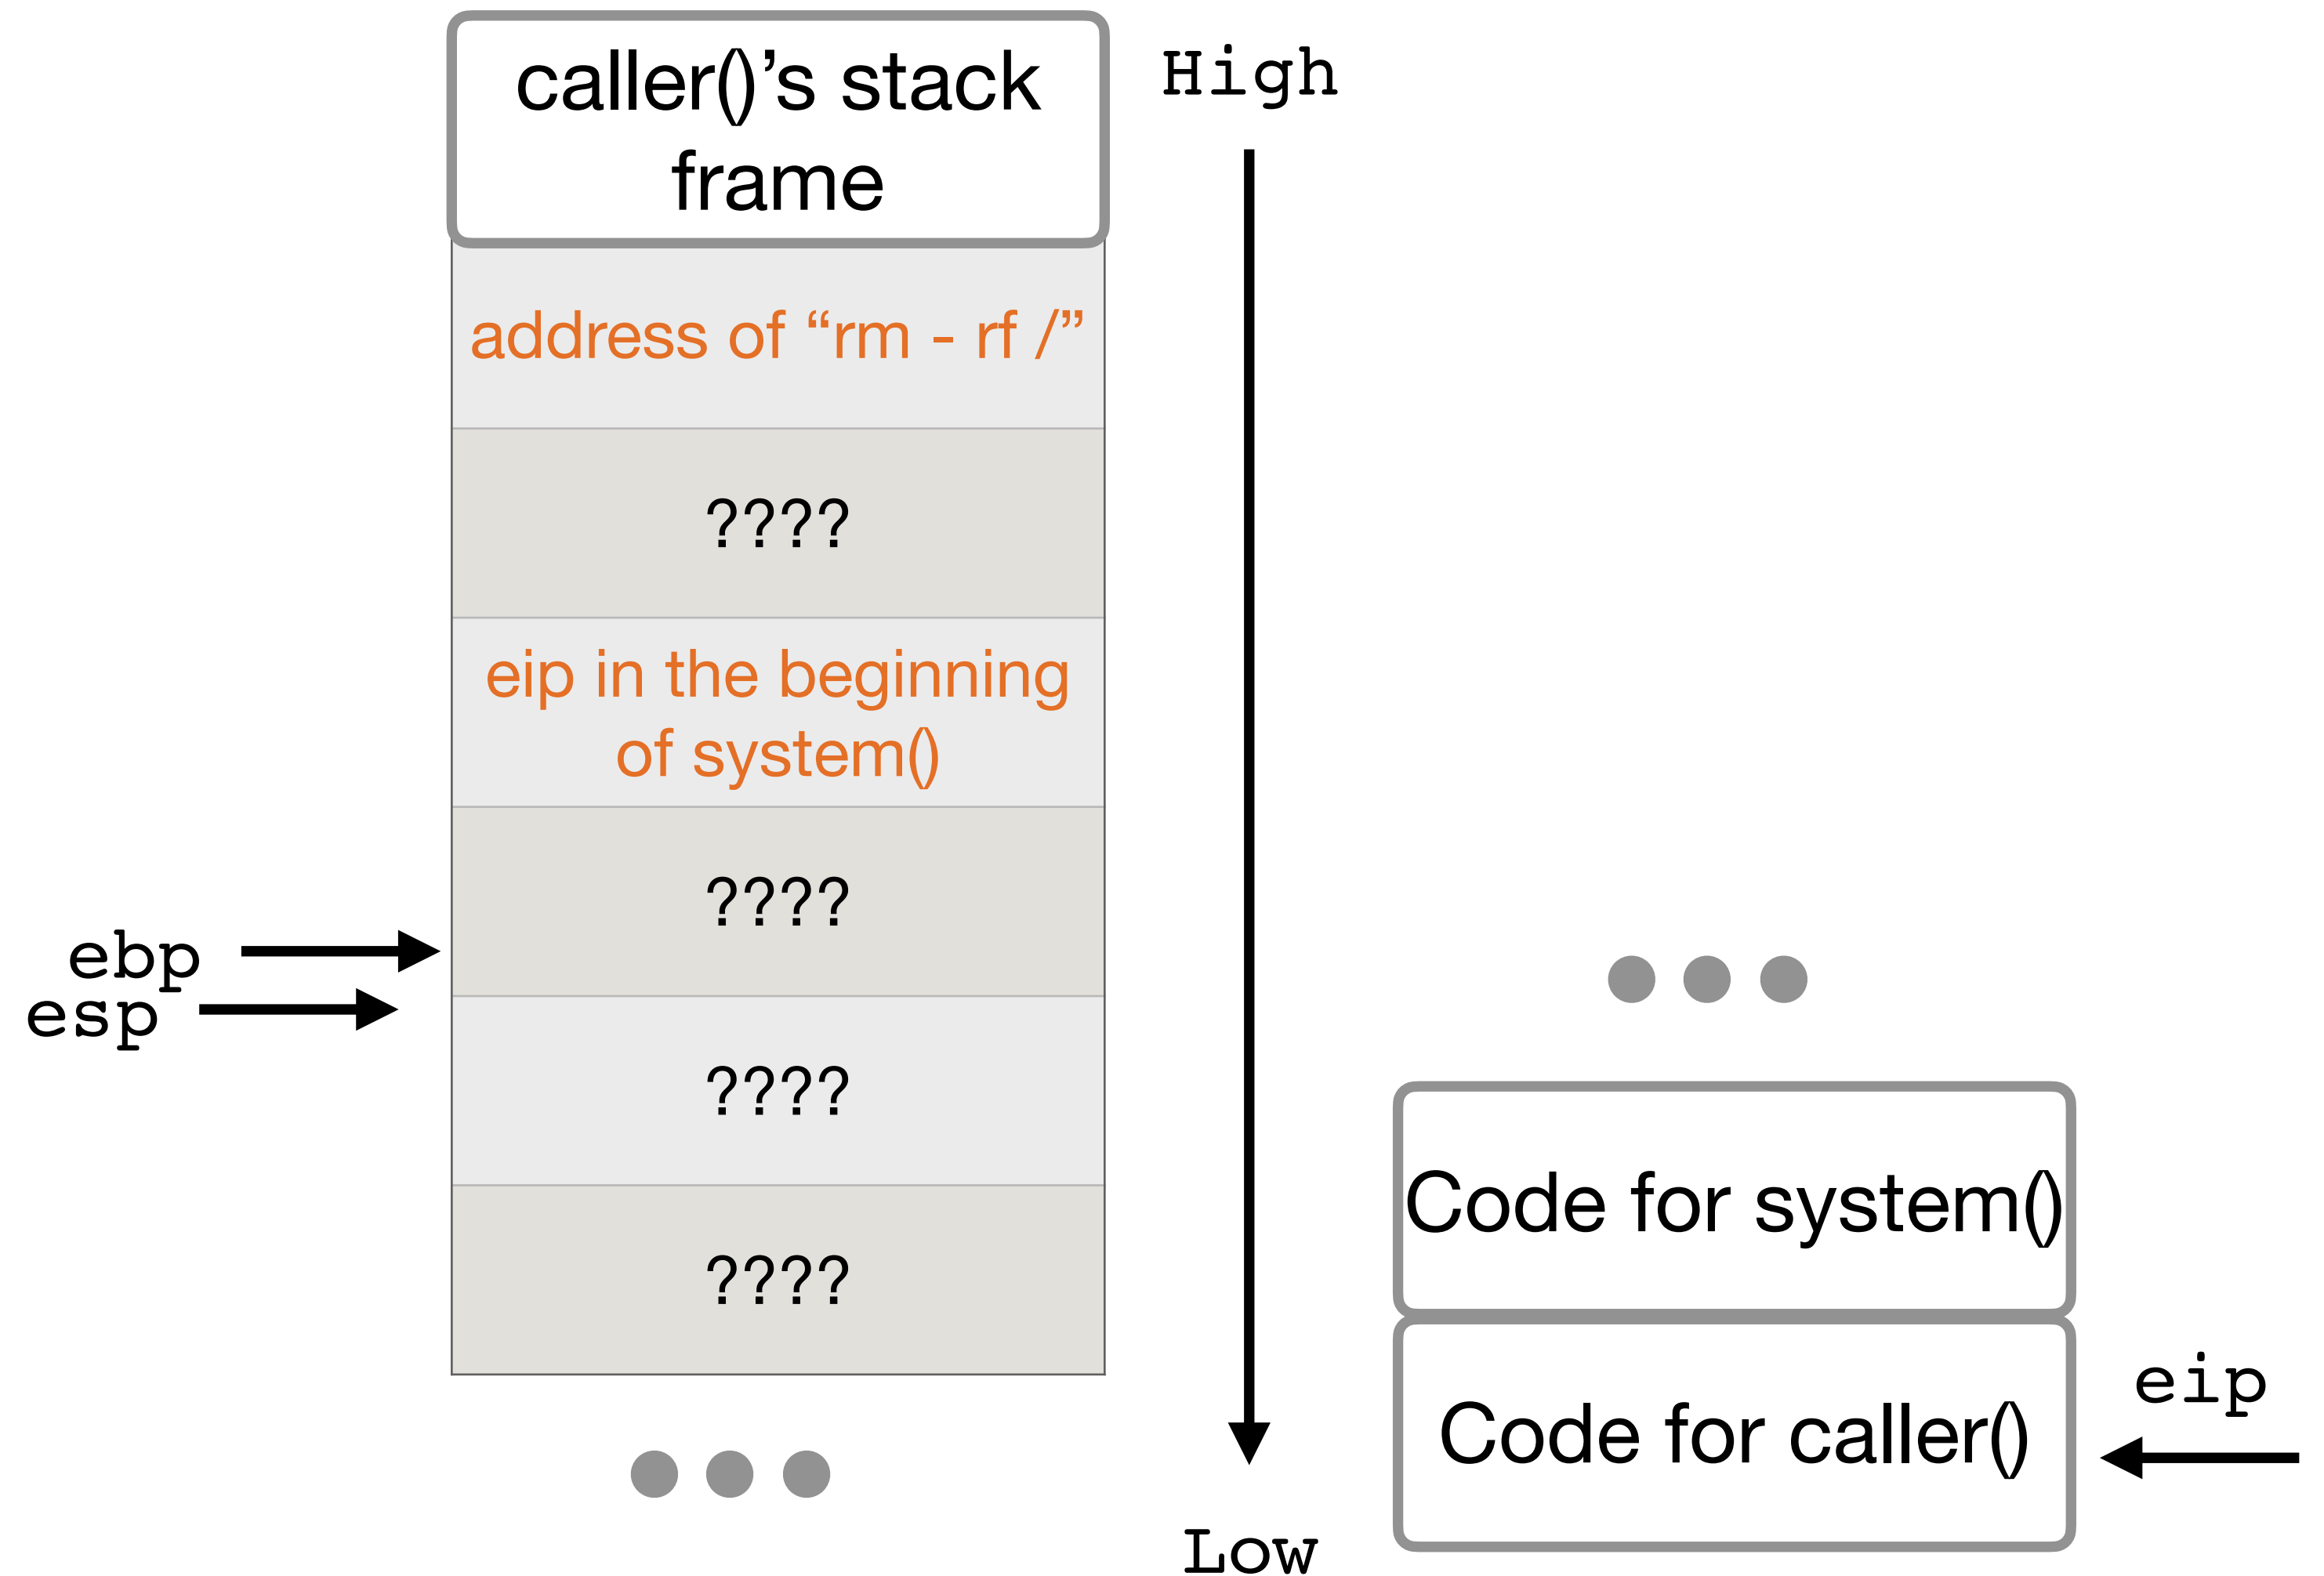 caller()’s stack
frame
High
address of “rm - rf /”
????
eip in the beginning
of system()
????
ebp
esp
????
Code for system()
????
eip
Code for caller()
Low